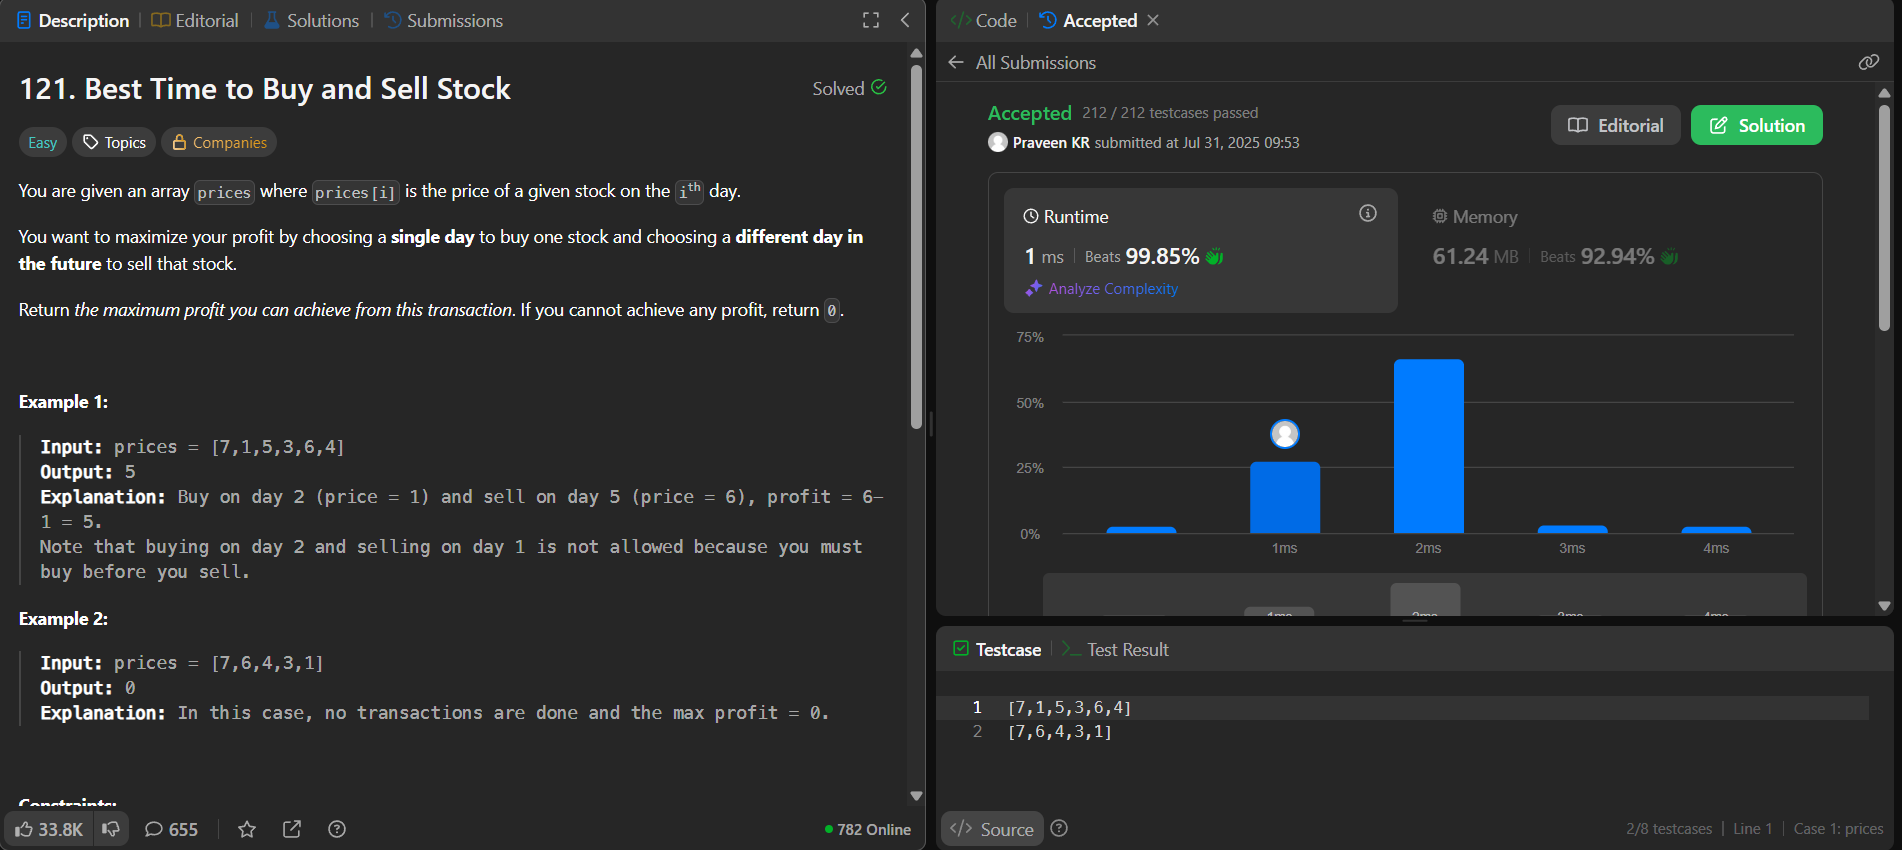 Description
Editorial
Solutions
Submissions
121. Best Time to Buy and Sell Stock
Solved
Easy
Topics
Companies
You are given an array prices where prices[i] is the price of a given stock on the ith day.
You want to maximize your profit by choosing a single day to buy one stock and choosing a different day in
the future to sell that stock.
Return the maximum profit you can achieve from this transaction. If you cannot achieve any profit, return 0.
Example 1:
Input: prices = [7,1,5,3,6,4]
Output: 5
Explanation: Buy on day 2 (price = 1) and sell on day 5 (price = 6), profit = 6-
1 = 5.
Note that buying on day 2 and selling on day 1 is not allowed because you must
buy before you sell.
Example 2:
Input: prices = [7,6,4,3,1]
Output: 0
Explanation: In this case, no transactions are done and the max profit = 0.
Constraints:
33.8K
655
782 Online
Code
Accepted
All Submissions
Accepted 212 / 212 testcases passed
Praveen KR submitted at Jul 31, 2025 09:53
Editorial
Solution
Runtime
1 ms Beats 99.85%
Analyze Complexity
Memory
61.24 MB Beats 92.94%
75%
50%
25%
0%
1ms 2ms 3ms 4ms
1ms 2ms 3ms 4ms
Testcase
Test Result
1 [7,1,5,3,6,4]
2 [7,6,4,3,1]
Source
2/8 testcases Line 1 Case 1: prices